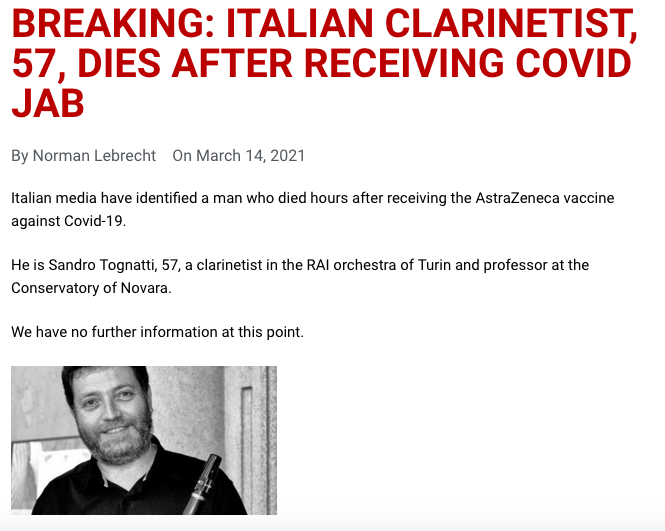 BREAKING: ITALIAN CLARINETIST,
57, DIES AFTER RECEIVING COVID
JAB
By Norman Lebrecht On March 14, 2021
Italian media have identified a man who died hours after receiving the AstraZeneca vaccine
against Covid-19.
He is Sandro Tognatti, 57, a clarinetist in the RAI orchestra of Turin and professor at the
Conservatory of Novara.
We have no further information at this point.